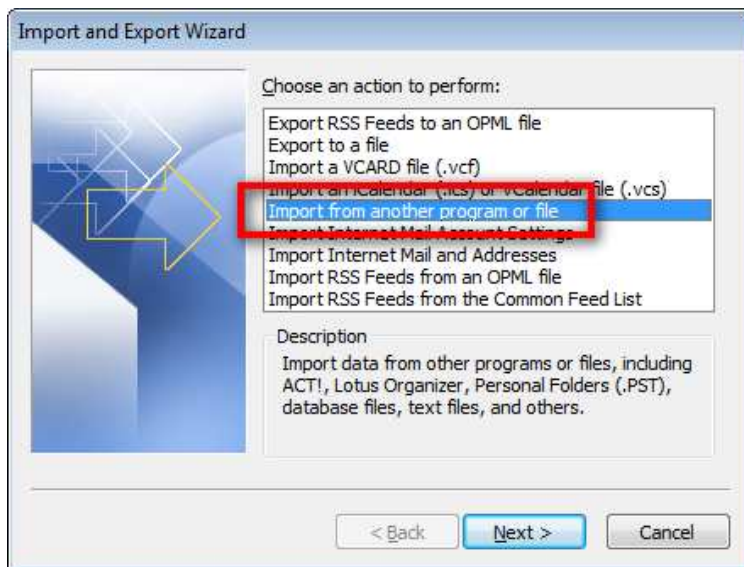 Import and Export Wizard
Choose an action to perform:
Export RSS Feeds to an OPML file
Export to a file
Import a VCARD file (.vcf)
Import an iCalendar (.ics) or vCalendar file (.vcs)
Import from another program or file
Import Internet Mail Account Settings
Import Internet Mail and Addresses
Import RSS Feeds from an OPML file
Import RSS Feeds from the Common Feed List
Description
Import data from other programs or files, including
ACT!, Lotus Organizer, Personal Folders (.PST),
database files, text files, and others.
< Back Next > Cancel